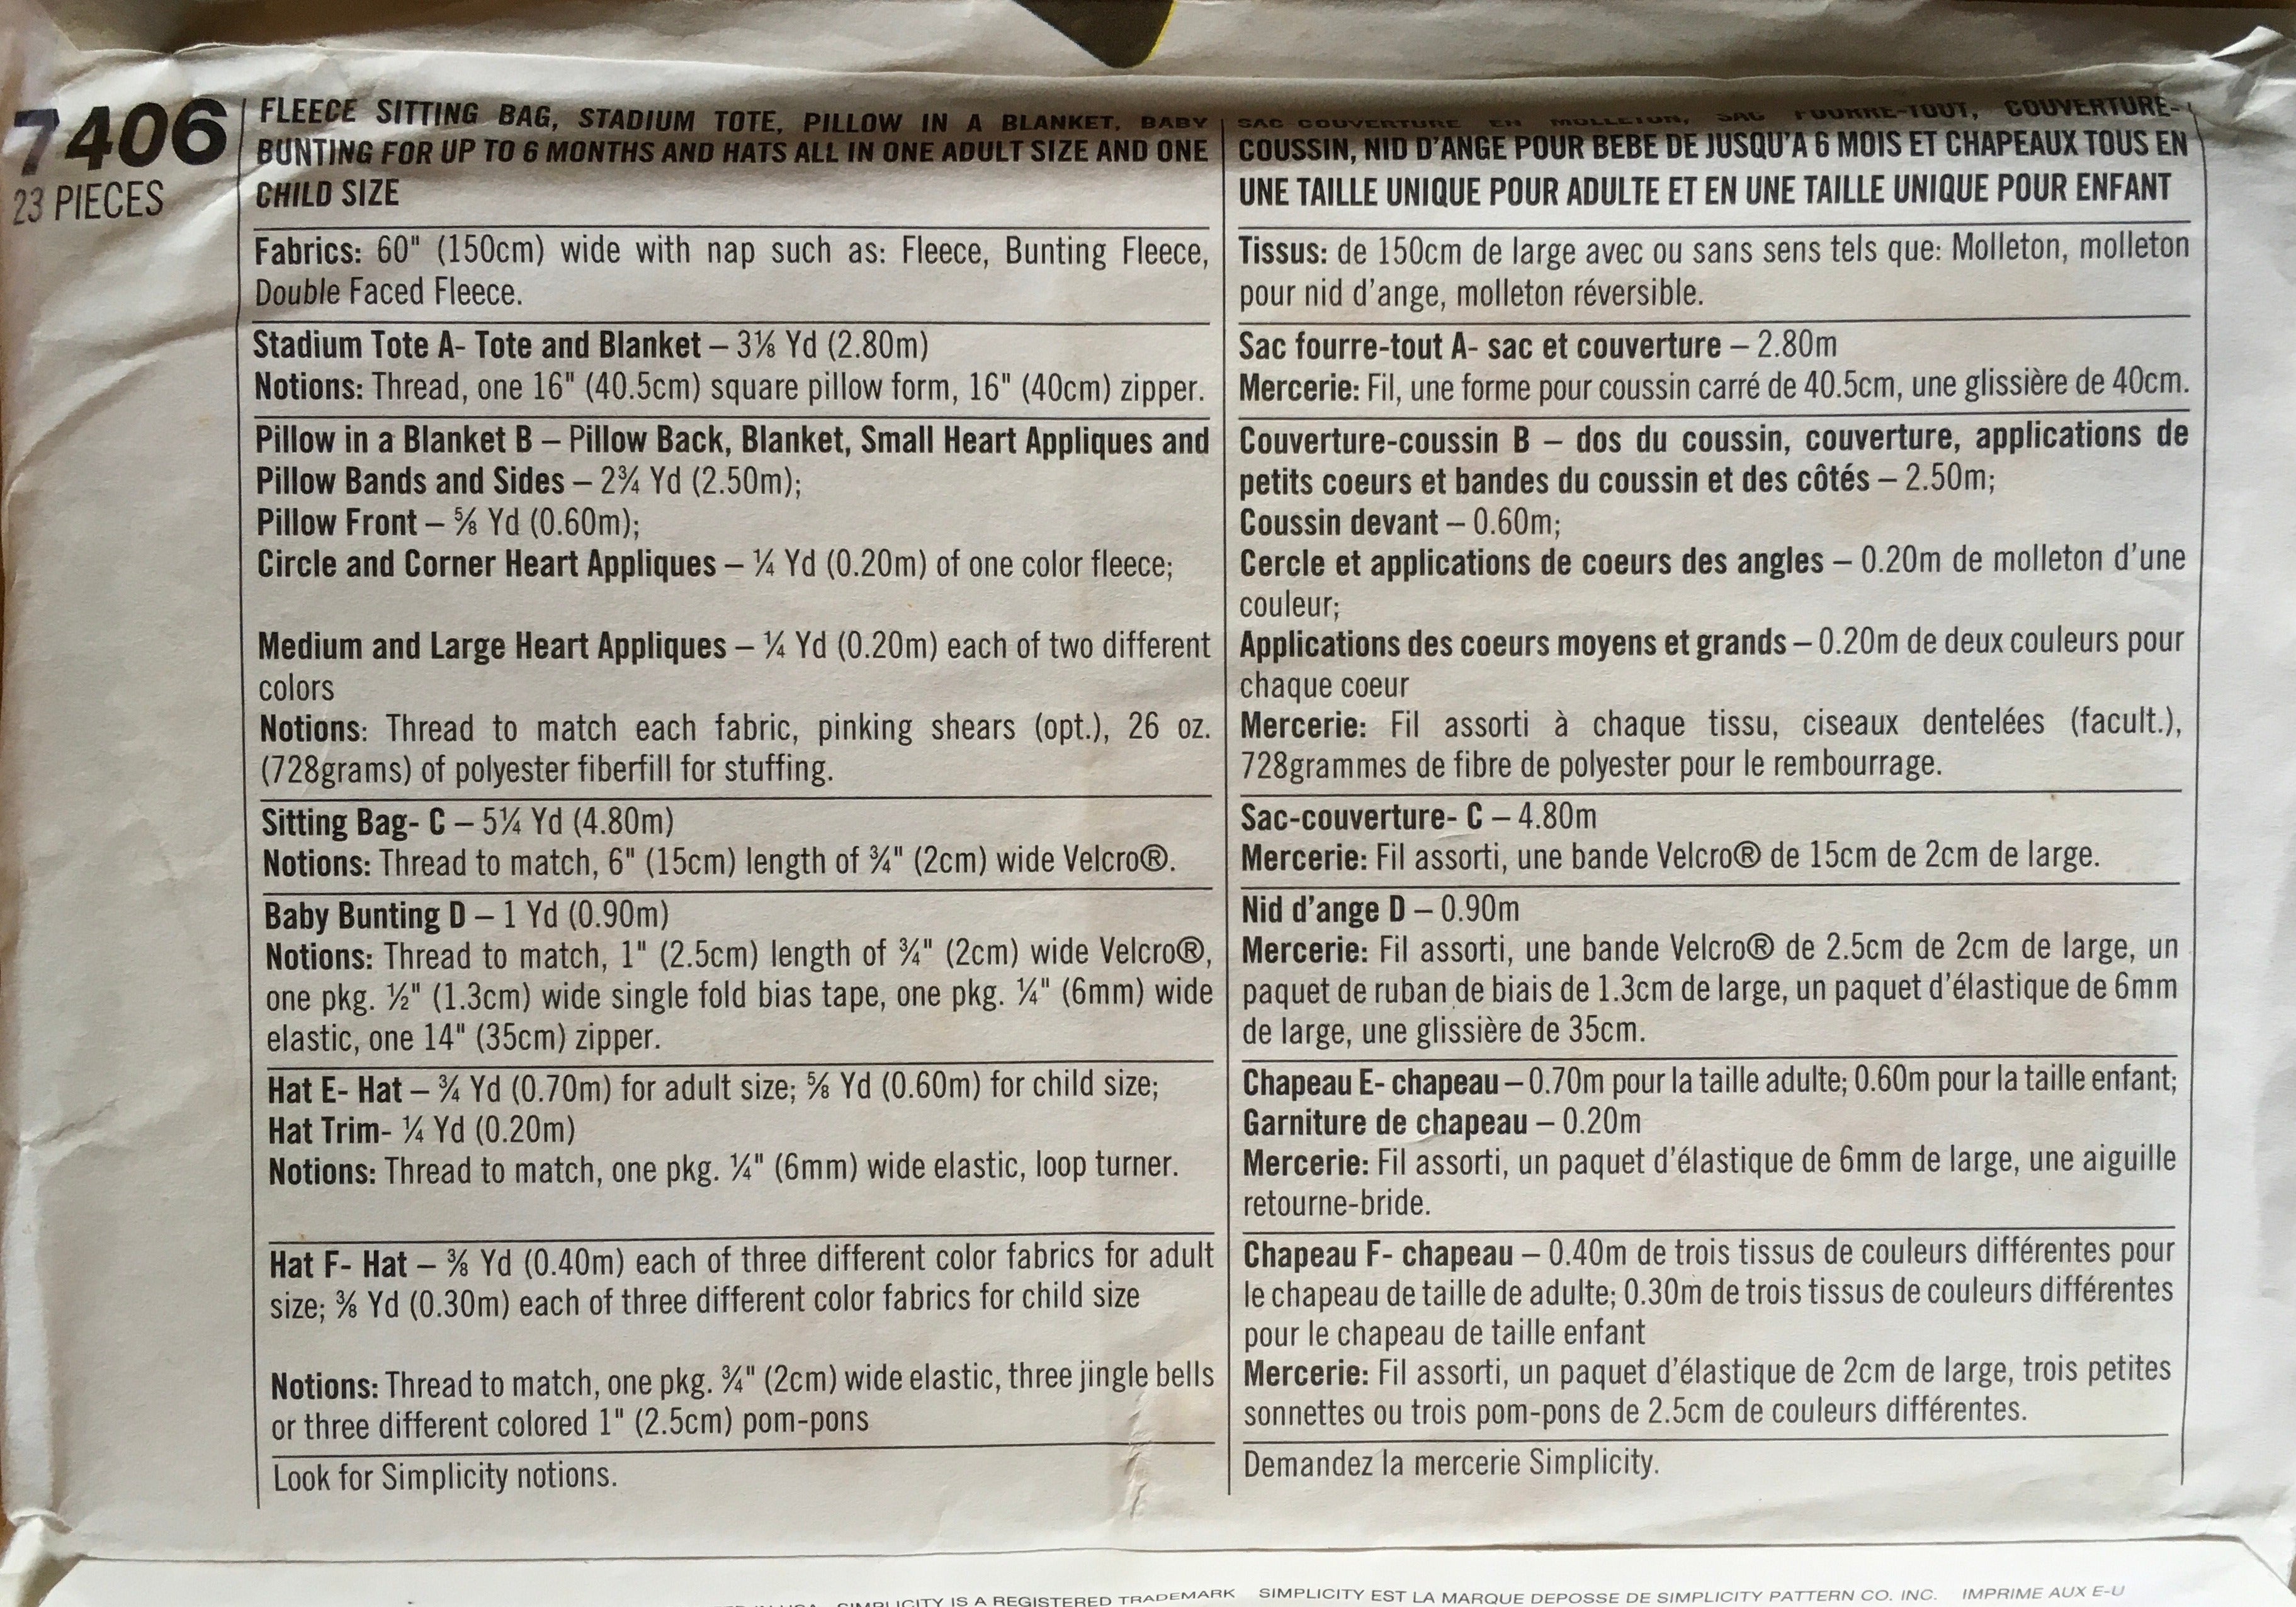 7406
23 PIECES
FLEECE SITTING BAG, STADIUM TOTE, PILLOW IN A BLANKET, BABY
BUNTING FOR UP TO 6 MONTHS AND HATS ALL IN ONE ADULT SIZE AND ONE
CHILD SIZE
Fabrics: 60" (150cm) wide with nap such as: Fleece, Bunting Fleece,
Double Faced Fleece.
Stadium Tote A- Tote and Blanket – 3⅛ Yd (2.80m)
Notions: Thread, one 16" (40.5cm) square pillow form, 16" (40cm) zipper.
Pillow in a Blanket B – Pillow Back, Blanket, Small Heart Appliques and
Pillow Bands and Sides – 2¾ Yd (2.50m);
Pillow Front – ⅝ Yd (0.60m);
Circle and Corner Heart Appliques – ¼ Yd (0.20m) of one color fleece;
Medium and Large Heart Appliques – ¼ Yd (0.20m) each of two different
colors
Notions: Thread to match each fabric, pinking shears (opt.), 26 oz.
(728grams) of polyester fiberfill for stuffing.
Sitting Bag- C – 5¼ Yd (4.80m)
Notions: Thread to match, 6" (15cm) length of ¾" (2cm) wide Velcro®.
Baby Bunting D – 1 Yd (0.90m)
Notions: Thread to match, 1" (2.5cm) length of ¾" (2cm) wide Velcro®,
one pkg. ½" (1.3cm) wide single fold bias tape, one pkg. ¼" (6mm) wide
elastic, one 14" (35cm) zipper.
Hat E- Hat – ¾ Yd (0.70m) for adult size; ⅝ Yd (0.60m) for child size;
Hat Trim- ¼ Yd (0.20m)
Notions: Thread to match, one pkg. ¼" (6mm) wide elastic, loop turner.
Hat F- Hat – ⅜ Yd (0.40m) each of three different color fabrics for adult
size; ⅜ Yd (0.30m) each of three different color fabrics for child size
Notions: Thread to match, one pkg. ¾" (2cm) wide elastic, three jingle bells
or three different colored 1" (2.5cm) pom-pons
Look for Simplicity notions.
SAC COUVERTURE EN MOLLETON, SAC FOURRE-TOUT, COUVERTURE-
COUSSIN, NID D'ANGE POUR BEBE DE JUSQU'A 6 MOIS ET CHAPEAUX TOUS EN
UNE TAILLE UNIQUE POUR ADULTE ET EN UNE TAILLE UNIQUE POUR ENFANT
Tissus: de 150cm de large avec ou sans sens tels que: Molleton, molleton
pour nid d'ange, molleton réversible.
Sac fourre-tout A- sac et couverture – 2.80m
Mercerie: Fil, une forme pour coussin carré de 40.5cm, une glissière de 40cm.
Couverture-coussin B – dos du coussin, couverture, applications de
petits coeurs et bandes du coussin et des côtés – 2.50m;
Coussin devant – 0.60m;
Cercle et applications de coeurs des angles – 0.20m de molleton d'une
couleur;
Applications des coeurs moyens et grands – 0.20m de deux couleurs pour
chaque coeur
Mercerie: Fil assorti à chaque tissu, ciseaux dentelées (facult.),
728grammes de fibre de polyester pour le rembourrage.
Sac-couverture- C – 4.80m
Mercerie: Fil assorti, une bande Velcro® de 15cm de 2cm de large.
Nid d'ange D – 0.90m
Mercerie: Fil assorti, une bande Velcro® de 2.5cm de 2cm de large, un
paquet de ruban de biais de 1.3cm de large, un paquet d'élastique de 6mm
de large, une glissière de 35cm.
Chapeau E- chapeau – 0.70m pour la taille adulte; 0.60m pour la taille enfant;
Garniture de chapeau – 0.20m
Mercerie: Fil assorti, un paquet d'élastique de 6mm de large, une aiguille
retourne-bride.
Chapeau F- chapeau – 0.40m de trois tissus de couleurs différentes pour
le chapeau de taille de adulte; 0.30m de trois tissus de couleurs différentes
pour le chapeau de taille enfant
Mercerie: Fil assorti, un paquet d'élastique de 2cm de large, trois petites
sonnettes ou trois pom-pons de 2.5cm de couleurs différentes.
Demandez la mercerie Simplicity.
SIMPLICITY IS A REGISTERED TRADEMARK SIMPLICITY EST LA MARQUE DEPOSSE DE SIMPLICITY PATTERN CO. INC. IMPRIME AUX E-U